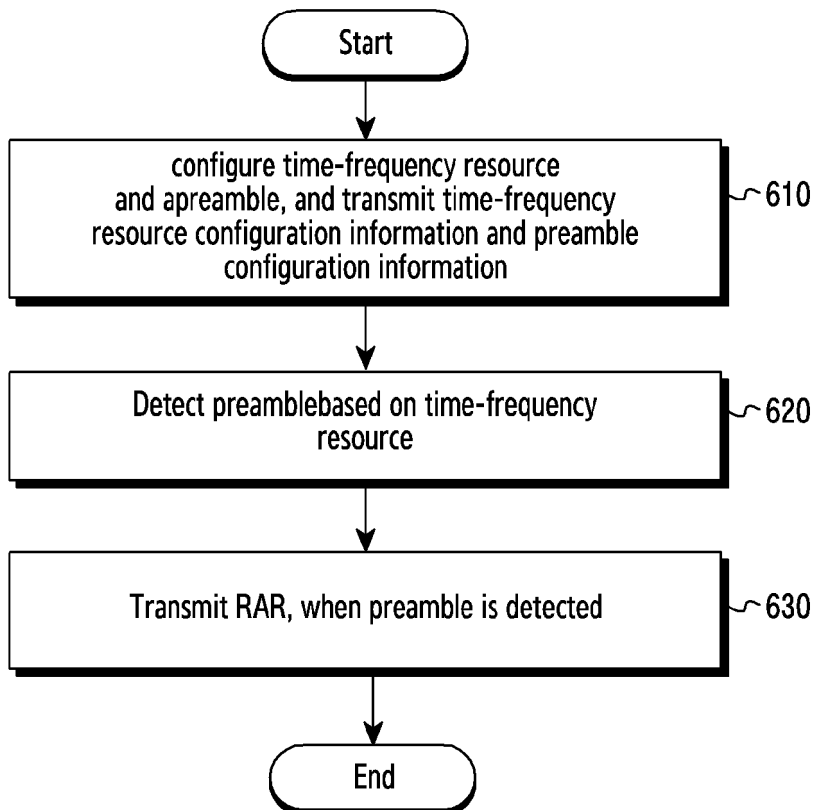 Start
configure time-frequency resource
and apreamble, and transmit time-frequency
resource configuration information and preamble
configuration information
610
Detect preamblebased on time-frequency
resource
620
Transmit RAR, when preamble is detected
630
End